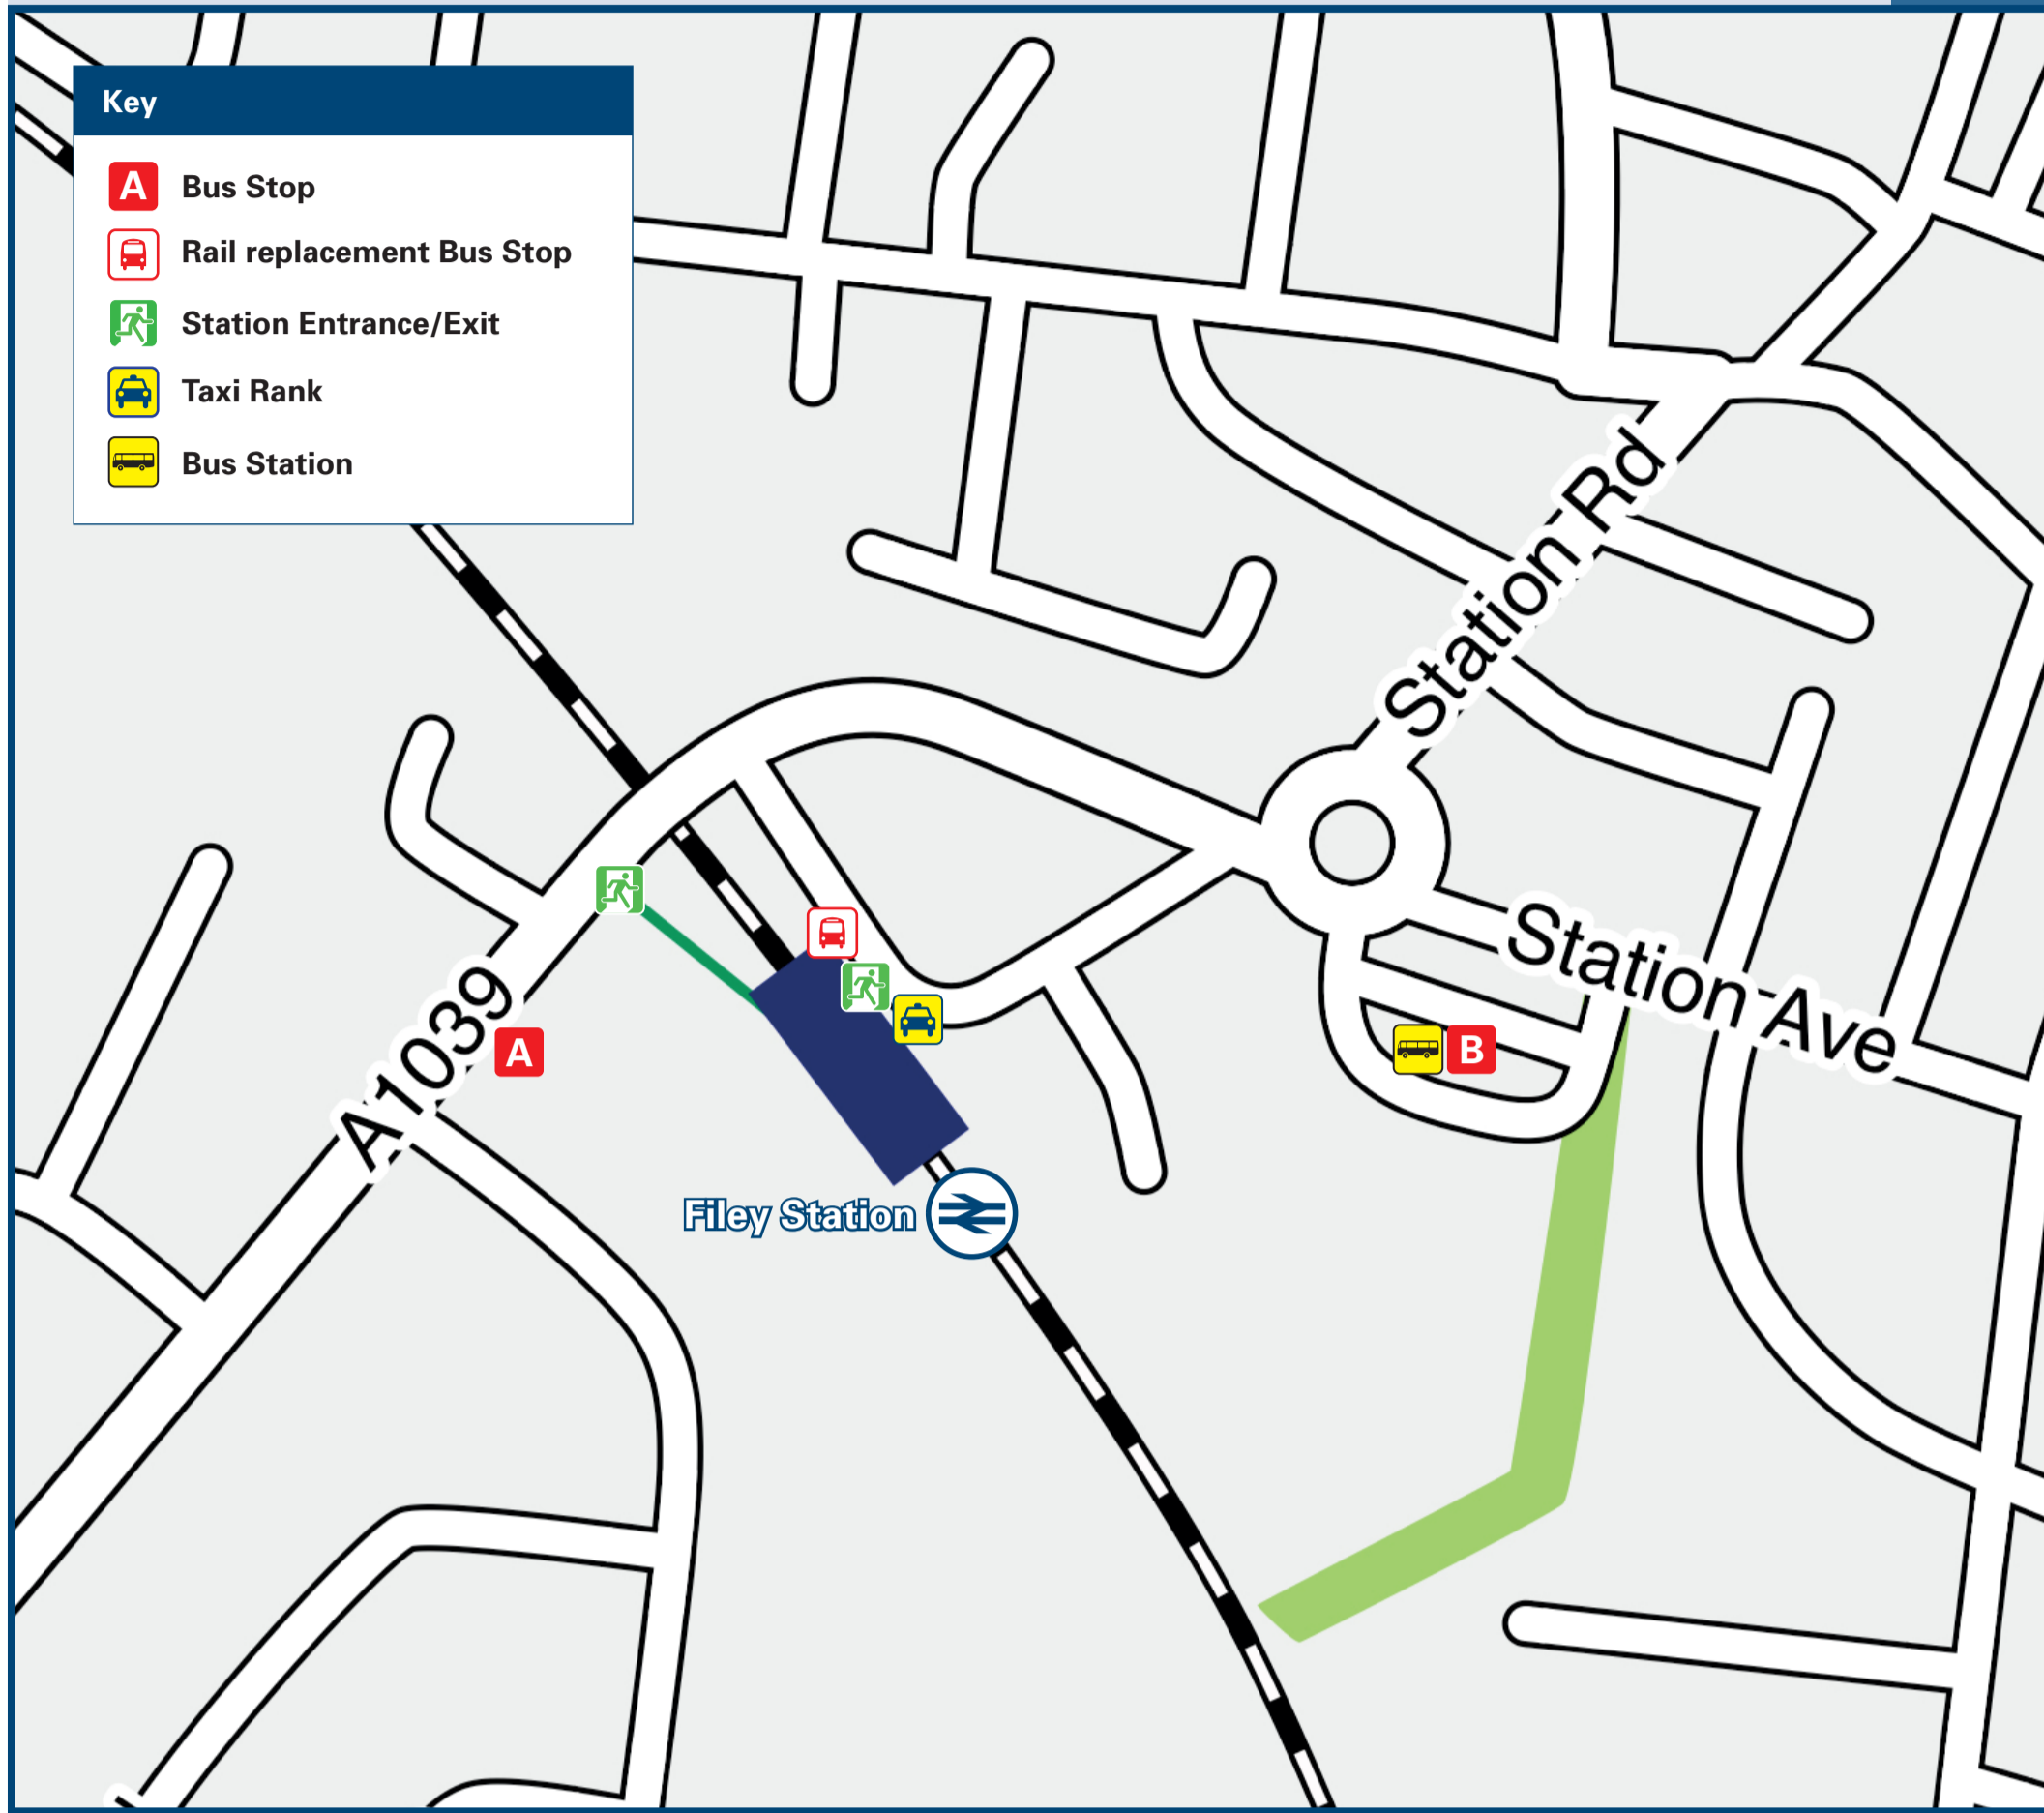 Key
A Bus Stop
Rail replacement Bus Stop
Station Entrance/Exit
Taxi Rank
Bus Station
Station Rd
Station Ave
A1039
A
B
Filey Station